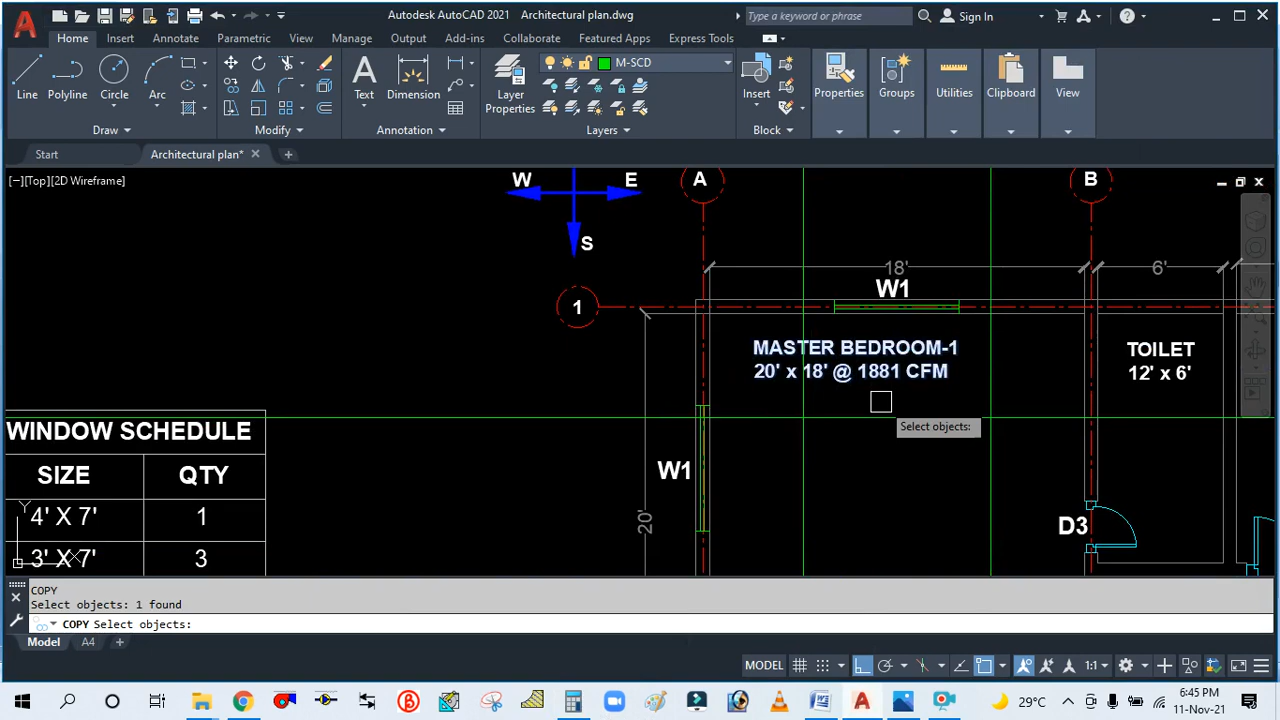 Autodesk AutoCAD 2021 Architectural plan.dwg
Type a keyword or phrase
Sign In
Home Insert Annotate Parametric View Manage Output Add-ins Collaborate Featured Apps Express Tools
M-SCD
Line Polyline Circle Arc
Text Dimension
Layer Properties
Insert
Properties Groups Utilities Clipboard View
Draw Modify Annotation Layers Block
Start Architectural plan*
[−][Top][2D Wireframe]
W E
S
A B
18' 6'
W1
1
MASTER BEDROOM-1
20' x 18' @ 1881 CFM
TOILET
12' x 6'
Select objects:
WINDOW SCHEDULE
SIZE QTY
4' X 7' 1
3' X 7' 3
W1
20'
D3
Y
X
COPY
Select objects: 1 found
COPY Select objects:
Model A4
MODEL
1:1
29°C
6:45 PM
11-Nov-21